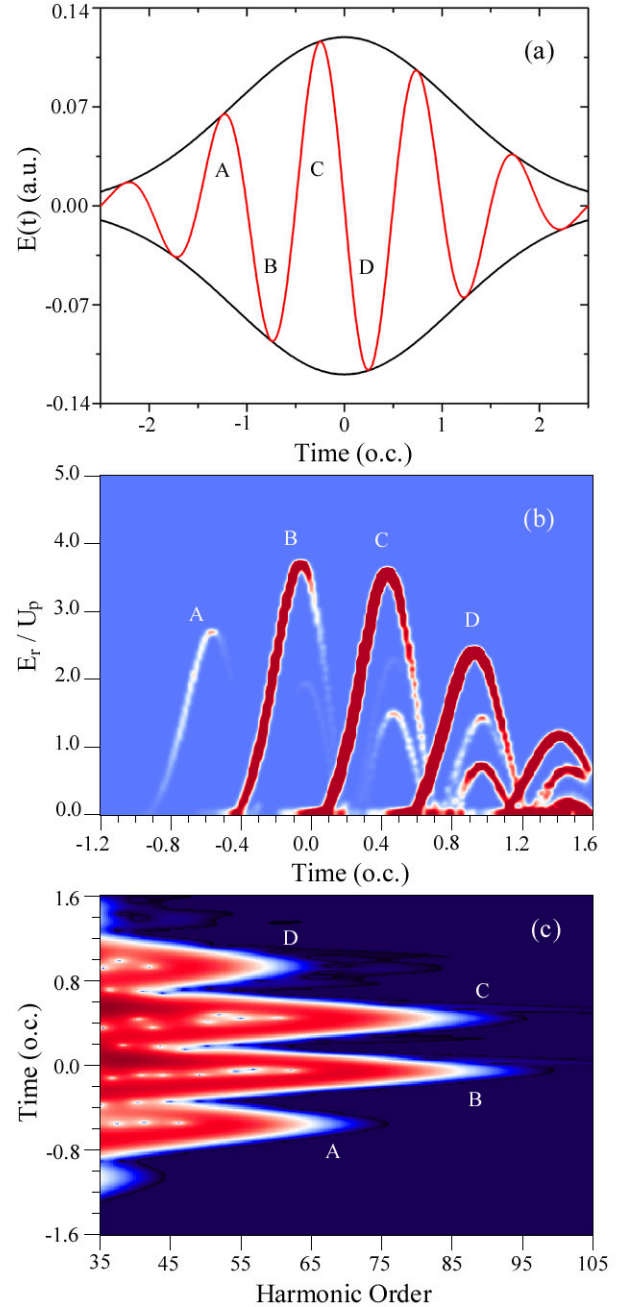 0.14
(a)
0.07
A
C
E(t) (a.u.)
0.00
B
D
-0.07
-0.14
-2 -1 0 1 2
Time (o.c.)
5.0
(b)
4.0
B
C
3.0
A
D
E_r / U_p
2.0
1.0
0.0
-1.2 -0.8 -0.4 0.0 0.4 0.8 1.2 1.6
Time (o.c.)
1.6
(c)
D
0.8
C
Time (o.c.)
0.0
B
-0.8
A
-1.6
35 45 55 65 75 85 95 105
Harmonic Order